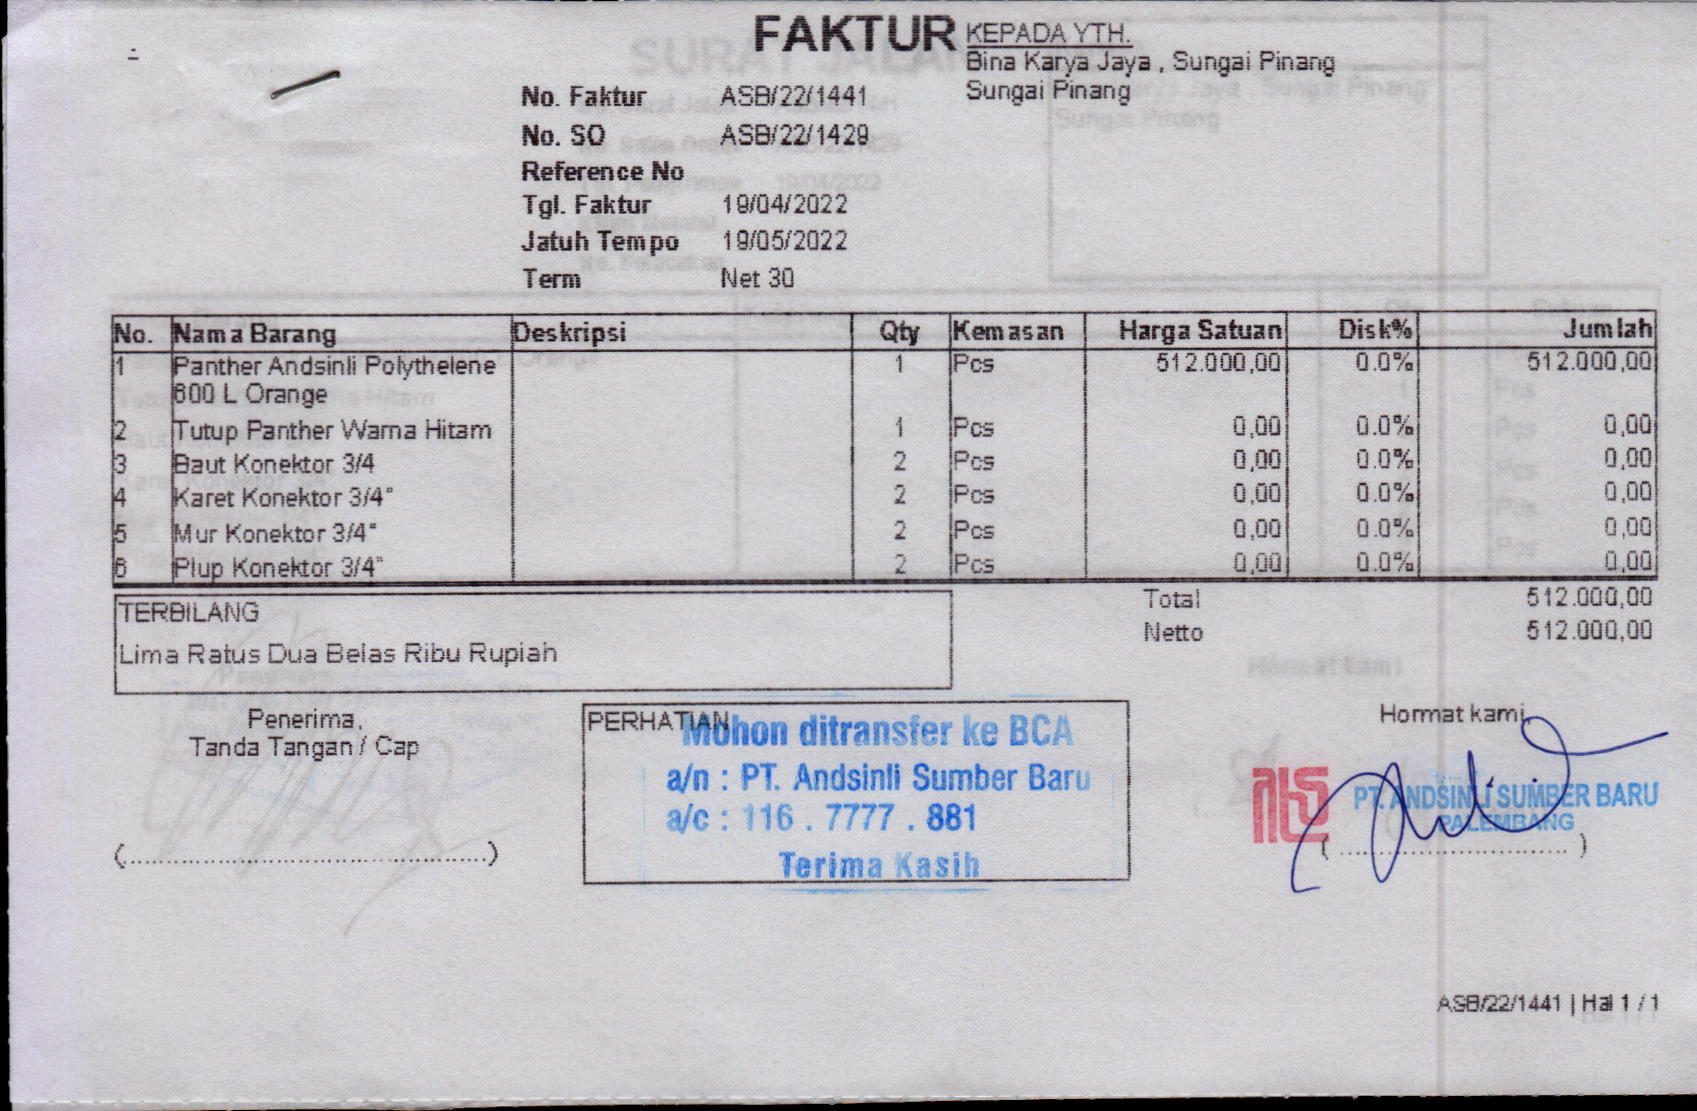 FAKTUR
KEPADA YTH.
Bina Karya Jaya , Sungai Pinang
Sungai Pinang
No. Faktur ASB/22/1441
No. SO ASB/22/1429
Reference No
Tgl. Faktur 19/04/2022
Jatuh Tempo 19/05/2022
Term Net 30
No. Nama Barang Deskripsi Qty Kemasan Harga Satuan Disk% Jumlah
1 Panther Andsinli Polythelene 1 Pcs 512.000,00 0.0% 512.000,00
600 L Orange
2 Tutup Panther Warna Hitam 1 Pcs 0,00 0.0% 0,00
3 Baut Konektor 3/4 2 Pcs 0,00 0.0% 0,00
4 Karet Konektor 3/4" 2 Pcs 0,00 0.0% 0,00
5 Mur Konektor 3/4" 2 Pcs 0,00 0.0% 0,00
6 Plup Konektor 3/4" 2 Pcs 0,00 0.0% 0,00
Total 512.000,00
Netto 512.000,00
TERBILANG
Lima Ratus Dua Belas Ribu Rupiah
Penerima,
Tanda Tangan / Cap
(............................................)
PERHATIAN
Mohon ditransfer ke BCA
a/n : PT. Andsinli Sumber Baru
a/c : 116 . 7777 . 881
Terima Kasih
Hormat kami,
PT. ANDSINLI SUMBER BARU
PALEMBANG
( ............................ )
ASB/22/1441 | Hal 1 / 1